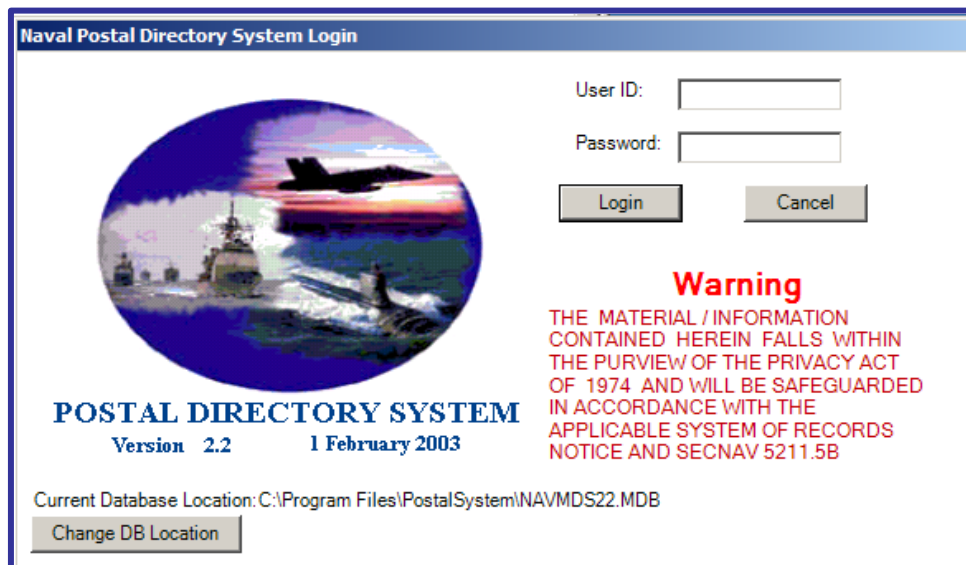 Naval Postal Directory System Login
User ID:
Password:
Login Cancel
Warning
THE MATERIAL / INFORMATION
CONTAINED HEREIN FALLS WITHIN
THE PURVIEW OF THE PRIVACY ACT
OF 1974 AND WILL BE SAFEGUARDED
IN ACCORDANCE WITH THE
APPLICABLE SYSTEM OF RECORDS
NOTICE AND SECNAV 5211.5B
POSTAL DIRECTORY SYSTEM
Version 2.2 1 February 2003
Current Database Location: C:\Program Files\PostalSystem\NAVMDS22.MDB
Change DB Location